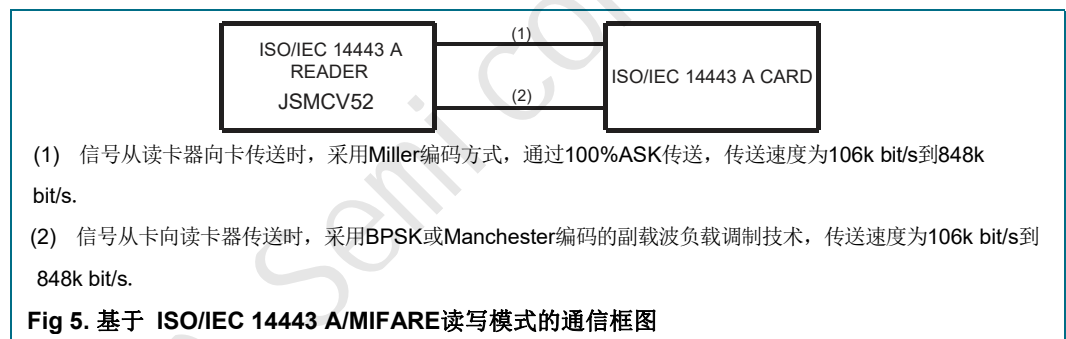 (1)
ISO/IEC 14443 A
READER
JSMCV52
ISO/IEC 14443 A CARD
(2)
(1) 信号从读卡器向卡传送时，采用Miller编码方式，通过100%ASK传送，传送速度为106k bit/s到848k
bit/s.
(2) 信号从卡向读卡器传送时，采用BPSK或Manchester编码的副载波负载调制技术，传送速度为106k bit/s到
848k bit/s.
Fig 5. 基于 ISO/IEC 14443 A/MIFARE读写模式的通信框图
Semi co